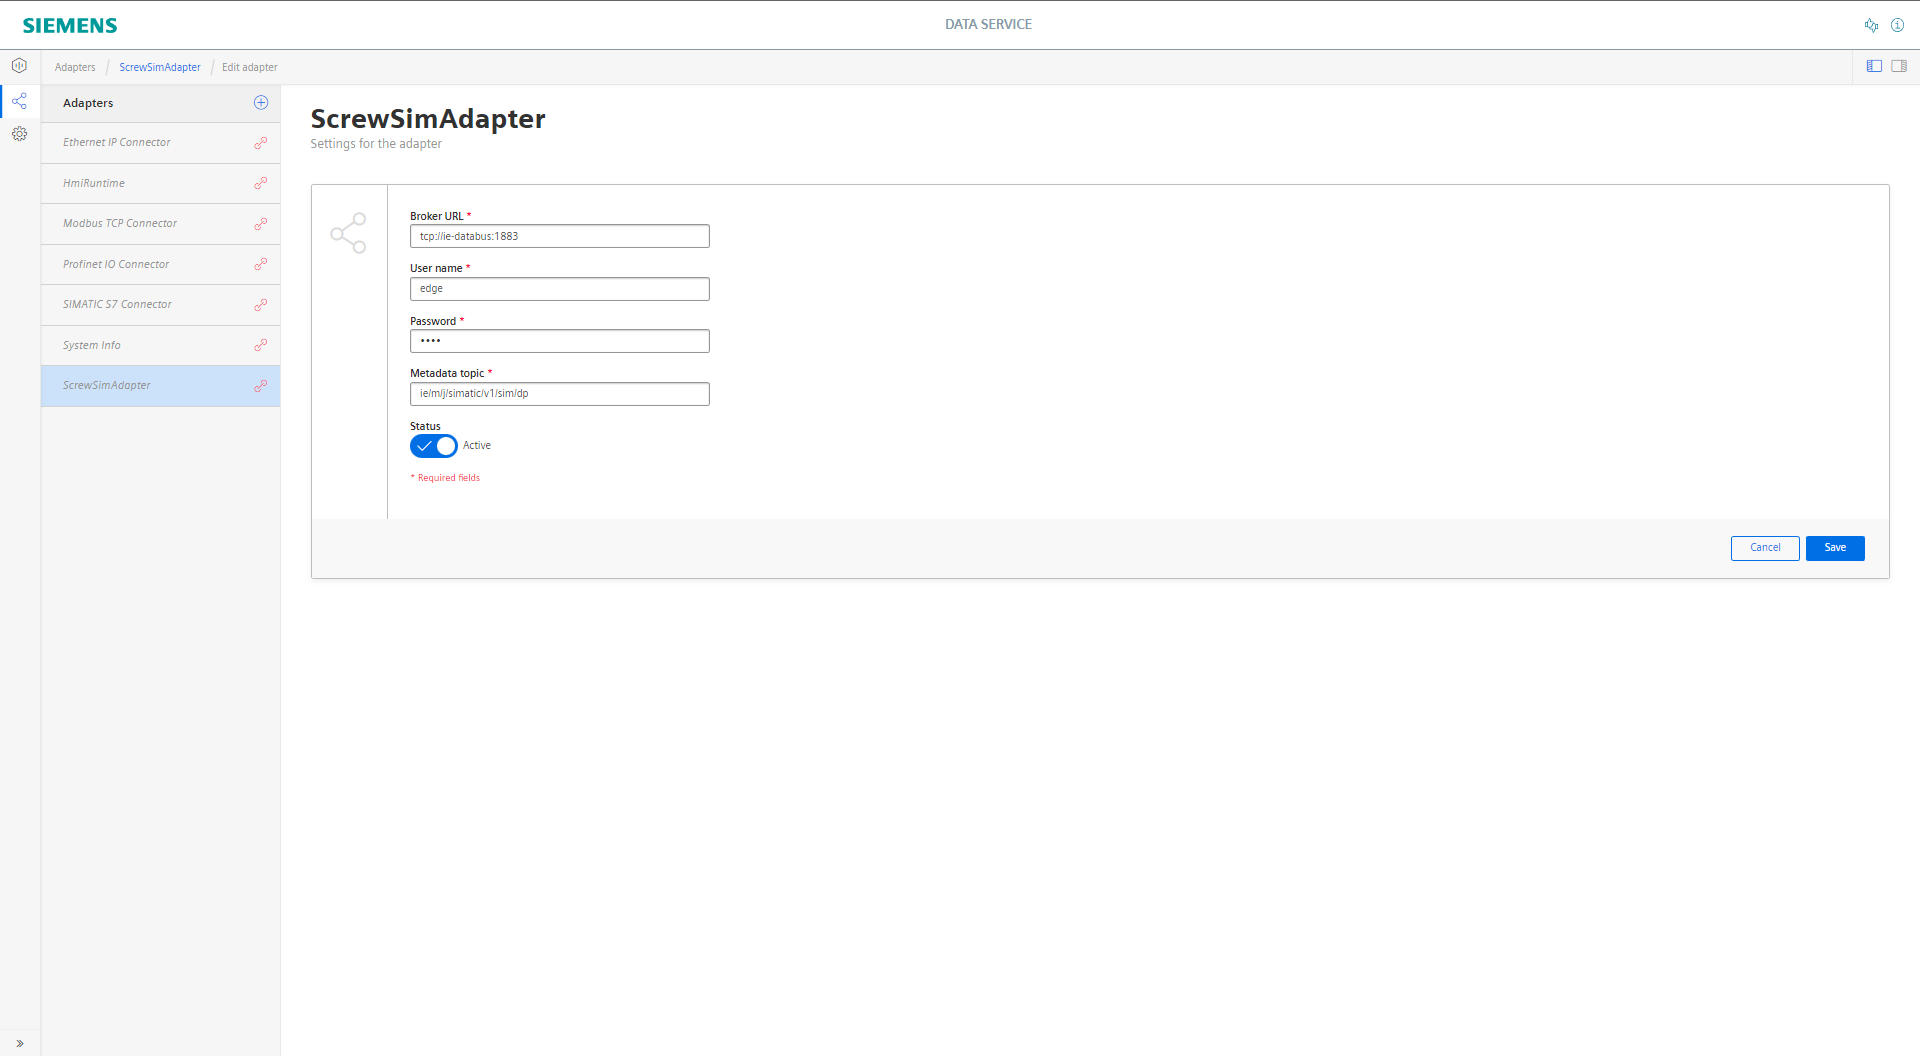 SIEMENS
DATA SERVICE
Adapters / ScrewSimAdapter / Edit adapter
Adapters
Ethernet IP Connector
HmiRuntime
Modbus TCP Connector
Profinet IO Connector
SIMATIC S7 Connector
System Info
ScrewSimAdapter
ScrewSimAdapter
Settings for the adapter
Broker URL *
tcp://ie-databus:1883
User name *
edge
Password *
••••
Metadata topic *
ie/m/j/simatic/v1/sim/dp
Status
Active
* Required fields
Cancel
Save